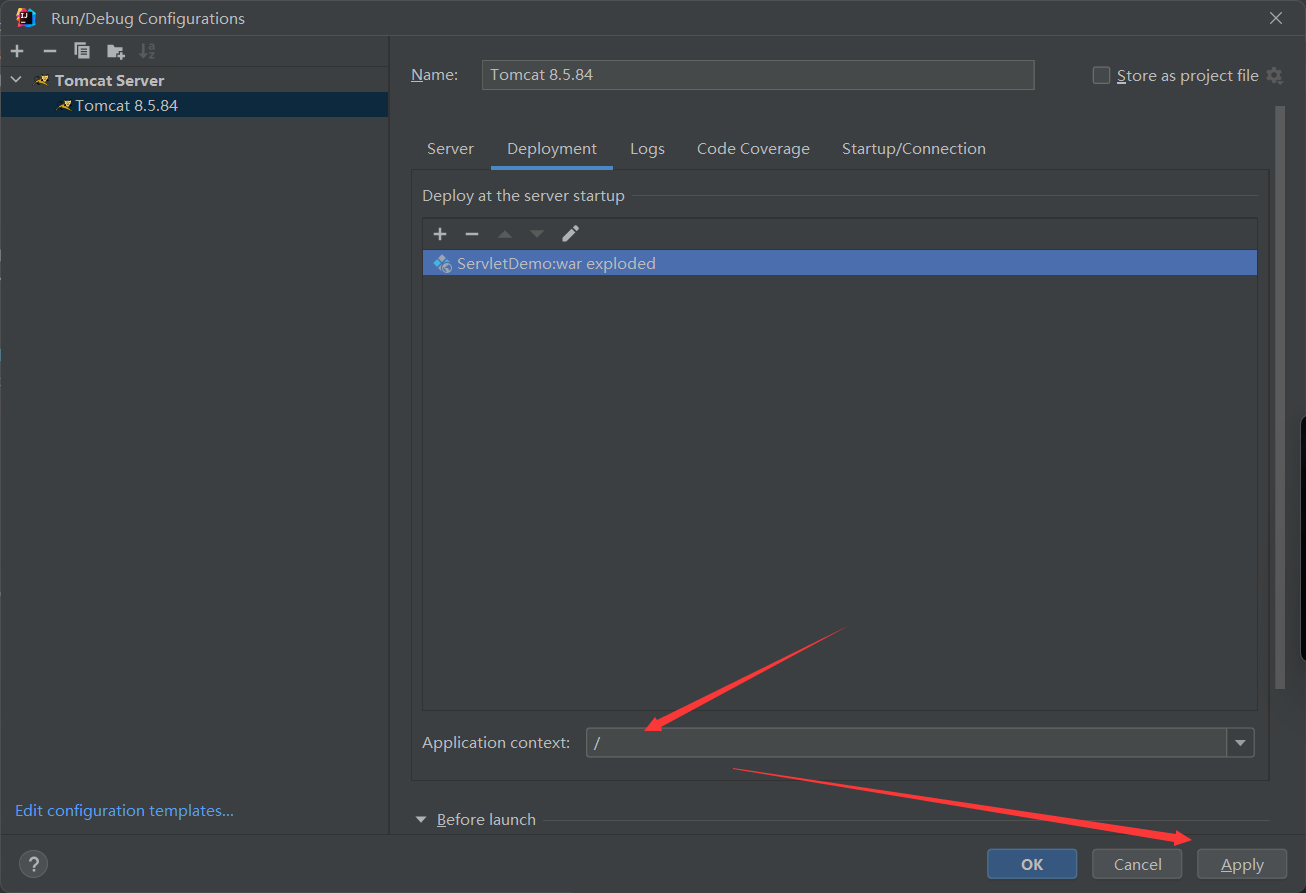 Run/Debug Configurations
Tomcat Server
Tomcat 8.5.84
Edit configuration templates...
Name: Tomcat 8.5.84 Store as project file
Server Deployment Logs Code Coverage Startup/Connection
Deploy at the server startup
ServletDemo:war exploded
Application context: /
Before launch
? OK Cancel Apply